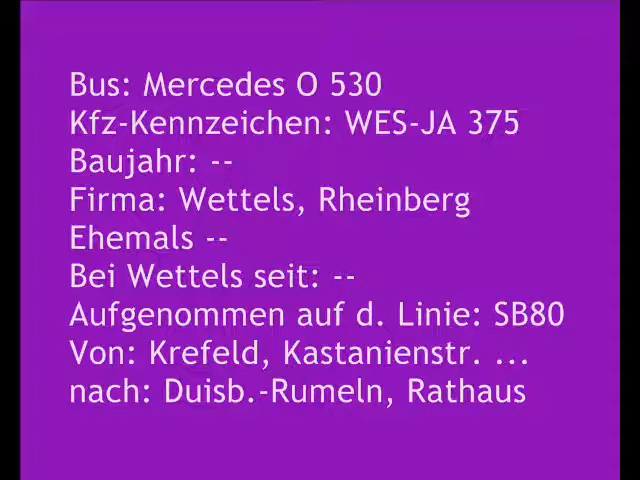 Bus: Mercedes O 530
Kfz-Kennzeichen: WES-JA 375
Baujahr: --
Firma: Wettels, Rheinberg
Ehemals --
Bei Wettels seit: --
Aufgenommen auf d. Linie: SB80
Von: Krefeld, Kastanienstr. ...
nach: Duisb.-Rumeln, Rathaus